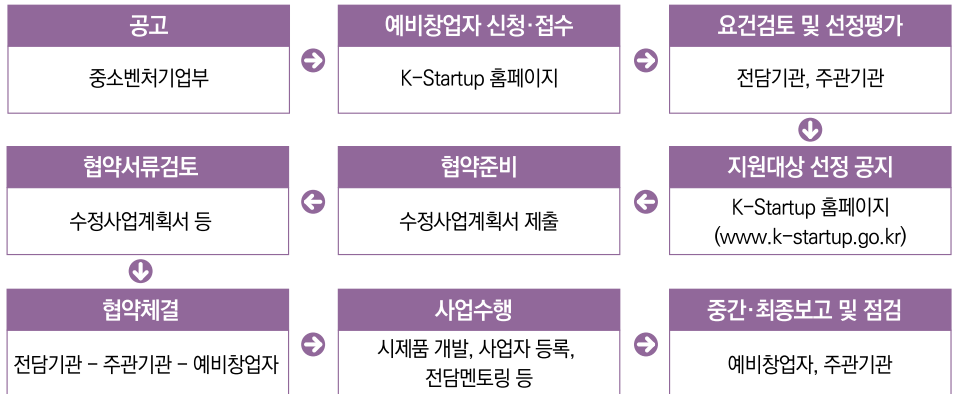 공고
중소벤처기업부
예비창업자 신청·접수
K-Startup 홈페이지
요건검토 및 선정평가
전담기관, 주관기관
지원대상 선정 공지
K-Startup 홈페이지
(www.k-startup.go.kr)
협약준비
수정사업계획서 제출
협약서류검토
수정사업계획서 등
협약체결
전담기관 - 주관기관 - 예비창업자
사업수행
시제품 개발, 사업자 등록,
전담멘토링 등
중간·최종보고 및 점검
예비창업자, 주관기관